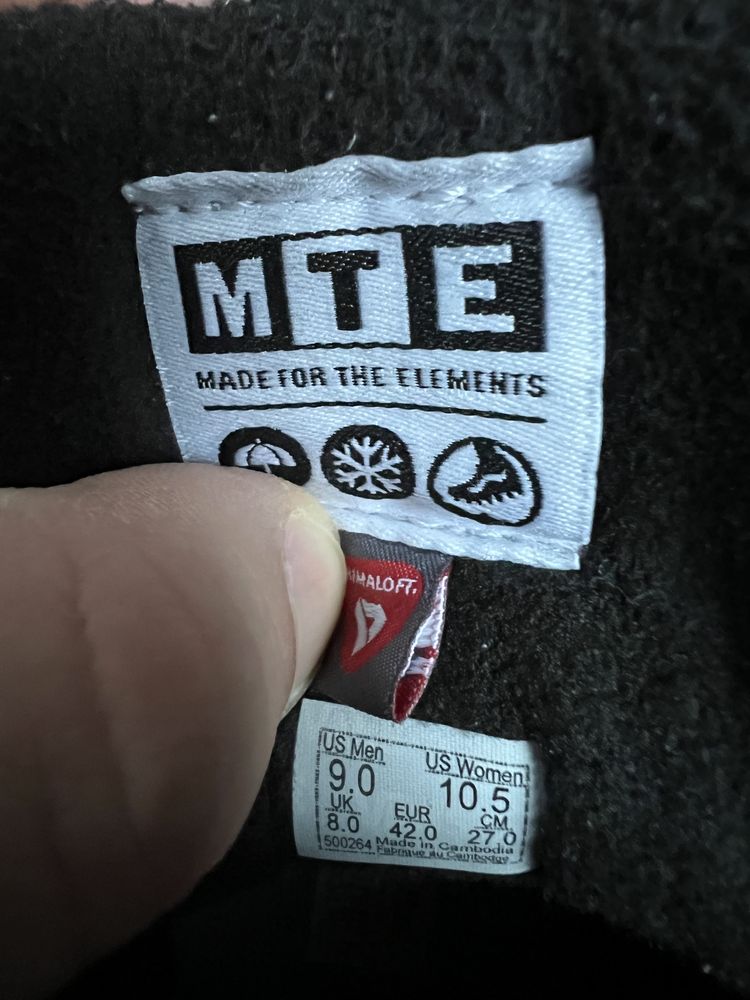 MTE
MADE FOR THE ELEMENTS
IMALOFT.
US Men US Women
9.0 10.5
UK EUR CM
8.0 42.0 27.0
500264 Made in Cambodia
Fabriqué au Cambodge